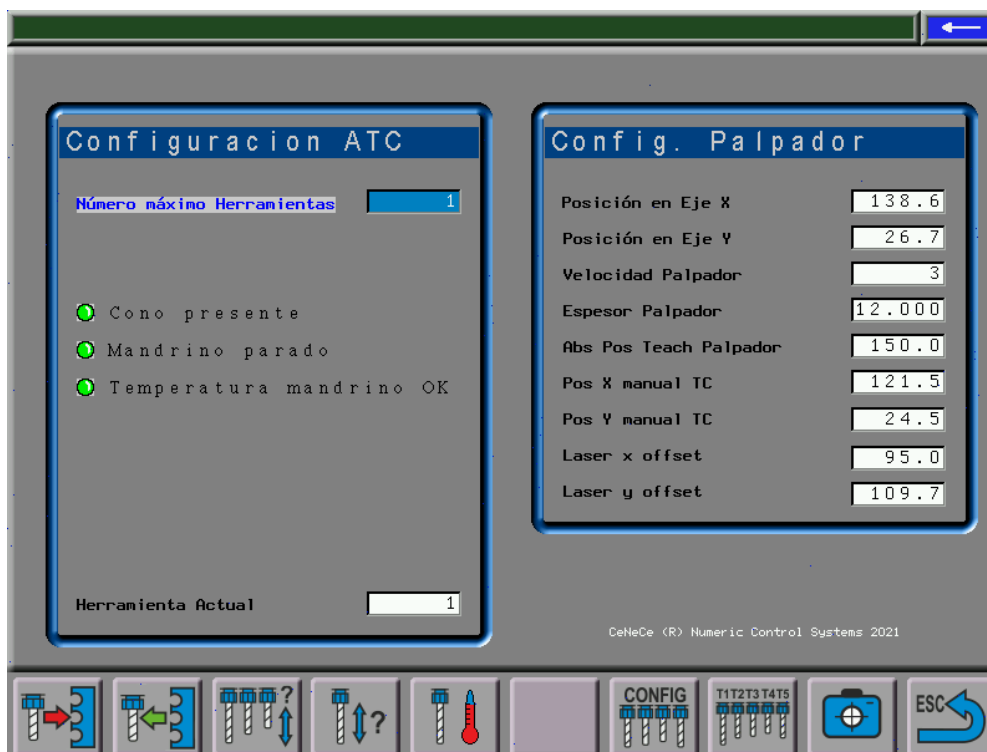 Configuracion ATC
Número máximo Herramientas 1
Cono presente
Mandrino parado
Temperatura mandrino OK
Herramienta Actual 1
Config. Palpador
Posición en Eje X 138.6
Posición en Eje Y 26.7
Velocidad Palpador 3
Espesor Palpador 12.000
Abs Pos Teach Palpador 150.0
Pos X manual TC 121.5
Pos Y manual TC 24.5
Laser x offset 95.0
Laser y offset 109.7
CeNeCe (R) Numeric Control Systems 2021
?
?
CONFIG
T1T2T3T4T5
ESC